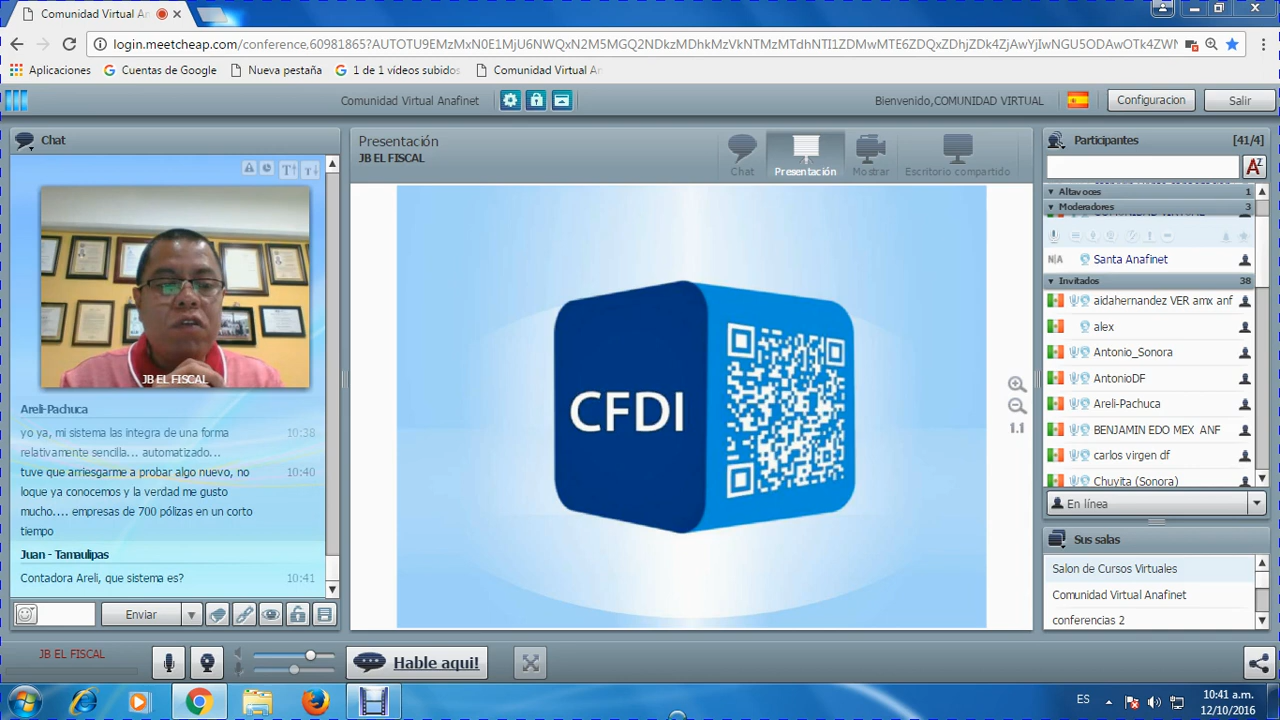 Comunidad Virtual An
login.meetcheap.com/conference.60981865?AUTOTU9EMzMxN0E1MjU6NWQxN2M5MGQ2NDkzMDhkMzVkNTMzMTdhNTI1ZDMwMTE6ZDQxZDhjZDk4ZjAwYjIwNGU5ODAwOTk4ZWN
Aplicaciones
Cuentas de Google
Nueva pestaña
1 de 1 vídeos subidos
Comunidad Virtual An
Comunidad Virtual Anafinet
Bienvenido,COMUNIDAD VIRTUAL
Configuracion
Salir
Chat
JB EL FISCAL
Areli-Pachuca
yo ya, mi sistema las integra de una forma 10:38
relativamente sencilla... automatizado...
tuve que arriesgarme a probar algo nuevo, no 10:40
loque ya conocemos y la verdad me gusto
mucho.... empresas de 700 pólizas en un corto
tiempo
Juan - Tamaulipas
Contadora Areli, que sistema es? 10:41
Enviar
Presentación
JB EL FISCAL
Chat
Presentación
Mostrar
Escritorio compartido
CFDI
1:1
Participantes [41/4]
Altavoces 1
Moderadores 3
N/A Santa Anafinet
Invitados 38
aidahernandez VER amx anf
alex
Antonio_Sonora
AntonioDF
Areli-Pachuca
BENJAMIN EDO MEX ANF
carlos virgen df
Chuyita (Sonora)
En línea
Sus salas
Salon de Cursos Virtuales
Comunidad Virtual Anafinet
conferencias 2
JB EL FISCAL
Hable aqui!
ES
10:41 a.m.
12/10/2016